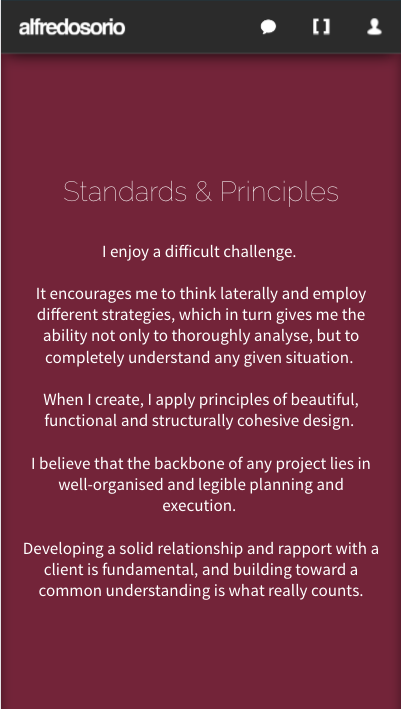 alfredosorio
Standards & Principles
I enjoy a difficult challenge.
It encourages me to think laterally and employ
different strategies, which in turn gives me the
ability not only to thoroughly analyse, but to
completely understand any given situation.
When I create, I apply principles of beautiful,
functional and structurally cohesive design.
I believe that the backbone of any project lies in
well-organised and legible planning and
execution.
Developing a solid relationship and rapport with a
client is fundamental, and building toward a
common understanding is what really counts.